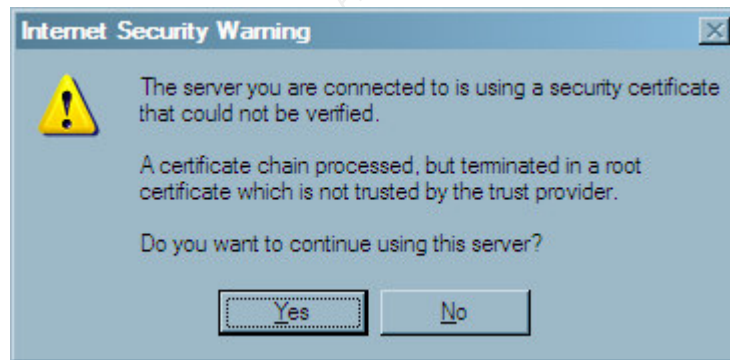 Internet Security Warning
The server you are connected to is using a security certificate
that could not be verified.
A certificate chain processed, but terminated in a root
certificate which is not trusted by the trust provider.
Do you want to continue using this server?
Yes
No